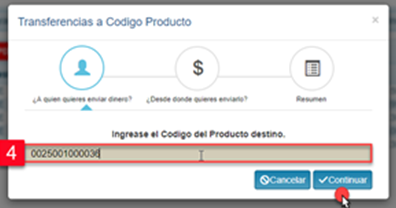 Transferencias a Codigo Producto
×
$
¿A quien quieres enviar dinero? ¿Desde donde quieres enviarlo? Resumen
Ingrese el Codigo del Producto destino.
4 0025001000036
Cancelar Continuar